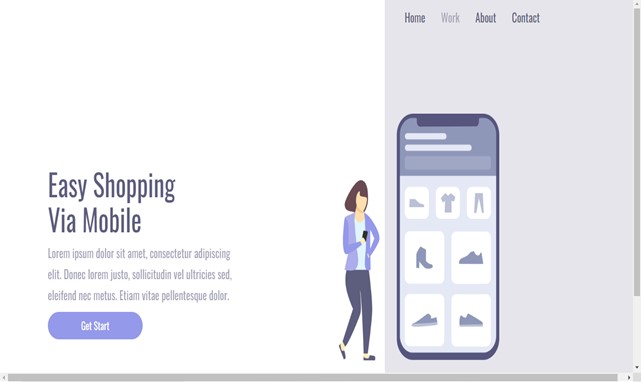 Home Work About Contact
Easy Shopping
Via Mobile
Lorem ipsum dolor sit amet, consectetur adipiscing
elit. Donec lorem justo, sollicitudin vel ultricies sed,
eleifend nec metus. Etiam vitae pellentesque dolor.
Get Start